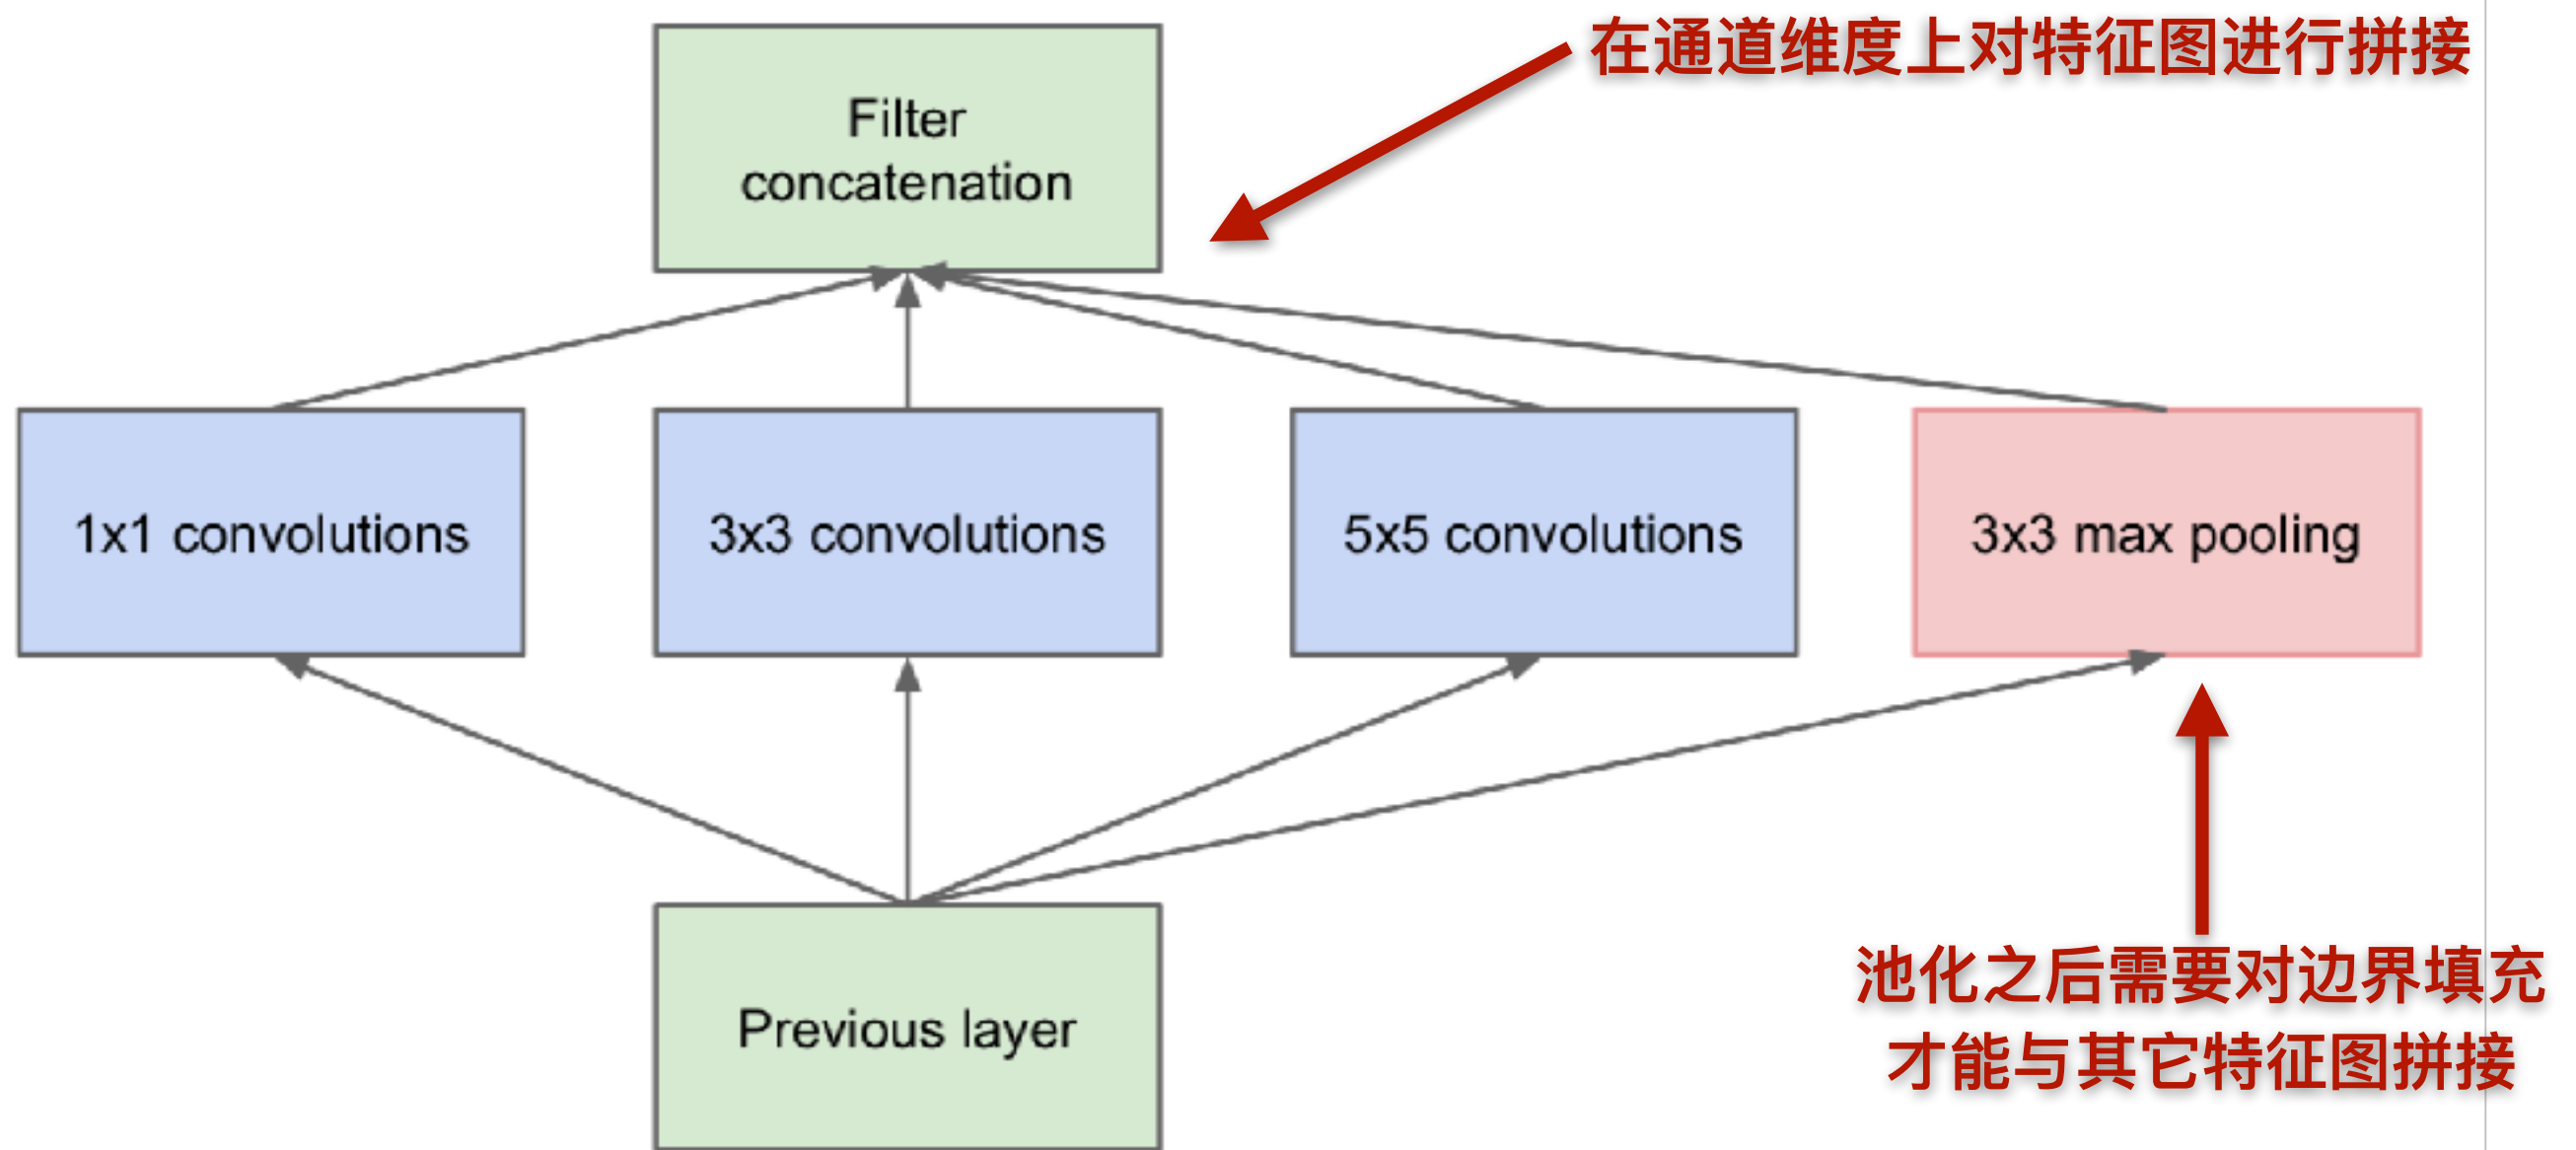 在通道维度上对特征图进行拼接
Filter
concatenation
1x1 convolutions
3x3 convolutions
5x5 convolutions
3x3 max pooling
Previous layer
池化之后需要对边界填充
才能与其它特征图拼接